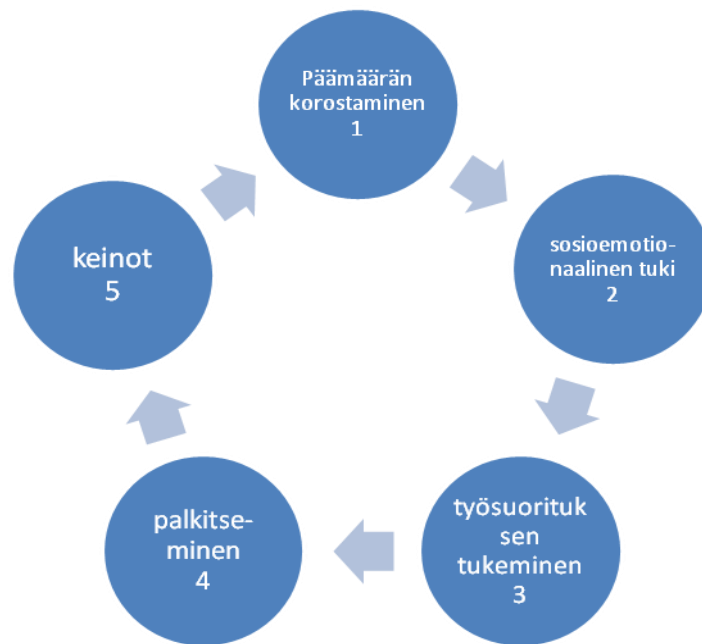 Päämäärän
korostaminen
1
sosioemotio-
naalinen tuki
2
työsuorituk
sen
tukeminen
3
palkitse-
minen
4
keinot
5